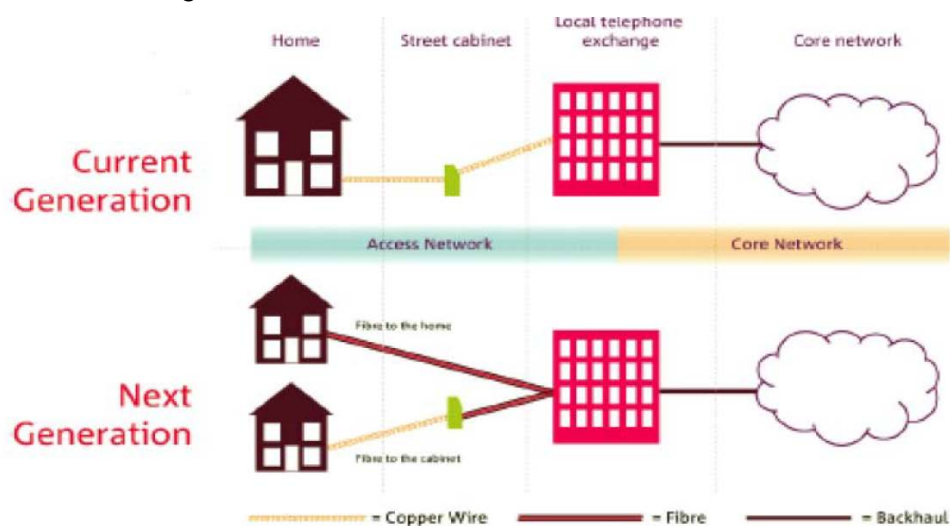 Home
Street cabinet
Local telephone
exchange
Core network
Current
Generation
Access Network
Core Network
Fibre to the home
Next
Generation
Fibre to the cabinet
= Copper Wire
= Fibre
= Backhaul